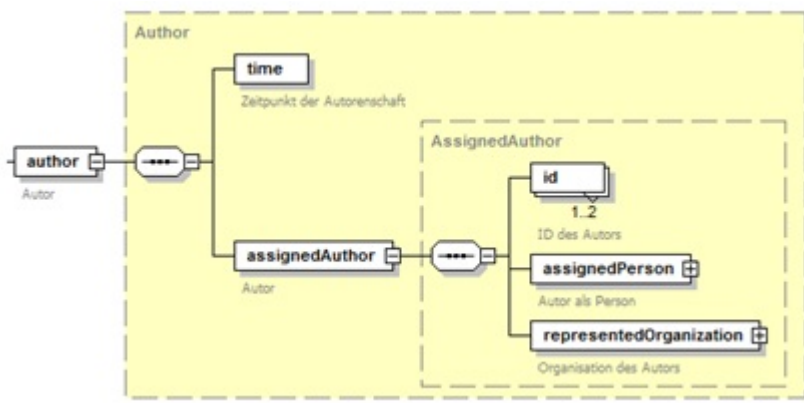 Author
time
Zeitpunkt der Autorenschaft
AssignedAuthor
author
Autor
id
1..2
ID des Autors
assignedAuthor
Autor
assignedPerson
Autor als Person
representedOrganization
Organisation des Autors